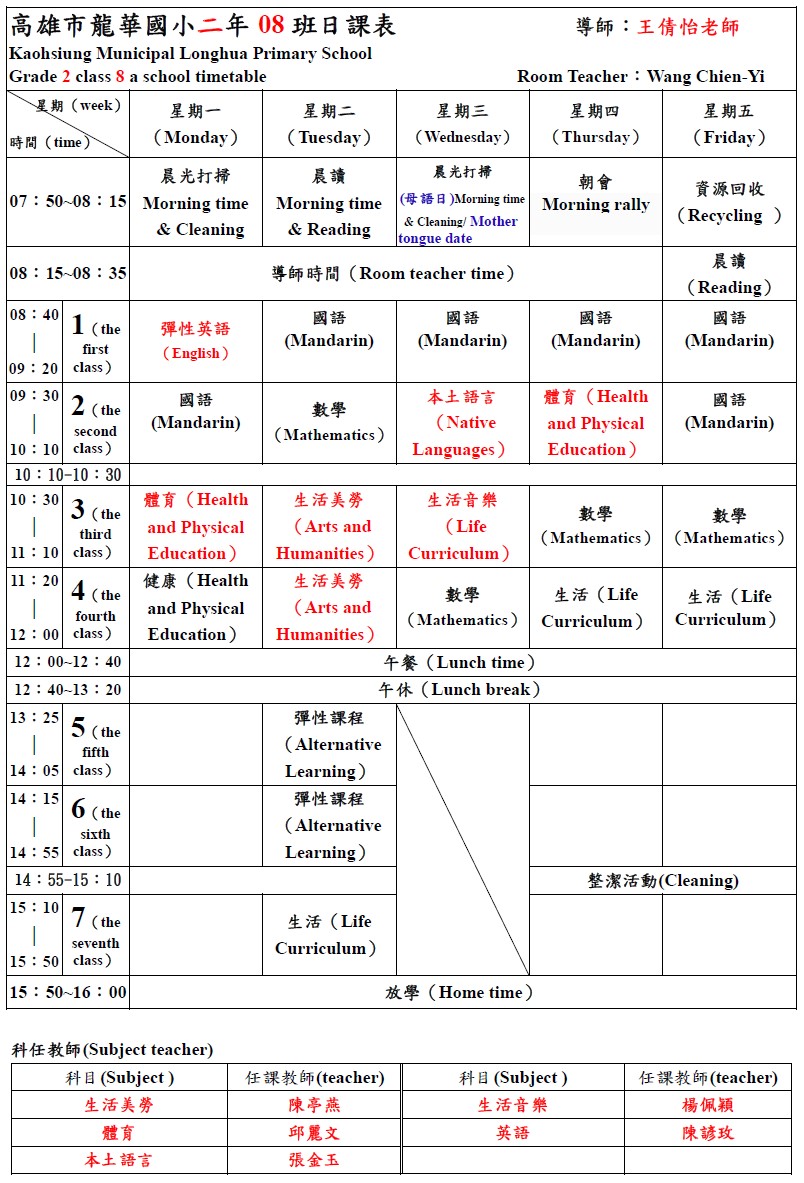 高雄市龍華國小二年 08 班日課表 導師：王倩怡老師
Kaohsiung Municipal Longhua Primary School
Grade 2 class 8 a school timetable Room Teacher：Wang Chien-Yi
星期（week）
時間（time）
星期一
（Monday）
星期二
（Tuesday）
星期三
（Wednesday）
星期四
（Thursday）
星期五
（Friday）
07：50~08：15
晨光打掃
Morning time
& Cleaning
晨讀
Morning time
& Reading
晨光打掃
(母語日)Morning time
& Cleaning/ Mother
tongue date
朝會
Morning rally
資源回收
（Recycling ）
08：15~08：35
導師時間（Room teacher time）
晨讀
（Reading）
08：40
｜
09：20
1（the
first
class）
彈性英語
（English）
國語
(Mandarin)
國語
(Mandarin)
國語
(Mandarin)
國語
(Mandarin)
09：30
｜
10：10
2（the
second
class）
國語
(Mandarin)
數學
（Mathematics）
本土語言
（Native
Languages）
體育（Health
and Physical
Education）
國語
(Mandarin)
10：10-10：30
10：30
｜
11：10
3（the
third
class）
體育（Health
and Physical
Education）
生活美勞
（Arts and
Humanities）
生活音樂
（Life
Curriculum）
數學
（Mathematics）
數學
（Mathematics）
11：20
｜
12：00
4（the
fourth
class）
健康（Health
and Physical
Education）
生活美勞
（Arts and
Humanities）
數學
（Mathematics）
生活（Life
Curriculum）
生活（Life
Curriculum）
12：00~12：40
午餐（Lunch time）
12：40~13：20
午休（Lunch break）
13：25
｜
14：05
5（the
fifth
class）
彈性課程
（Alternative
Learning）
14：15
｜
14：55
6（the
sixth
class）
彈性課程
（Alternative
Learning）
14：55-15：10
整潔活動(Cleaning)
15：10
｜
15：50
7（the
seventh
class）
生活（Life
Curriculum）
15：50~16：00
放學（Home time）
科任教師(Subject teacher)
科目(Subject ) 任課教師(teacher) 科目(Subject ) 任課教師(teacher)
生活美勞 陳亭燕 生活音樂 楊佩穎
體育 邱麗文 英語 陳諺玫
本土語言 張金玉